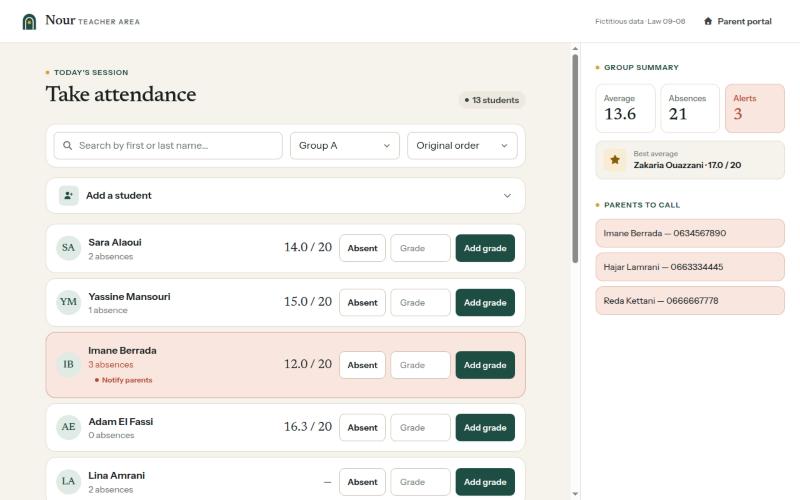 Nour TEACHER AREA
Fictitious data · Law 09-08
Parent portal
TODAY'S SESSION
Take attendance
13 students
Search by first or last name...
Group A
Original order
Add a student
SA
Sara Alaoui
2 absences
14.0 / 20
Absent
Grade
Add grade
YM
Yassine Mansouri
1 absence
15.0 / 20
Absent
Grade
Add grade
IB
Imane Berrada
3 absences
Notify parents
12.0 / 20
Absent
Grade
Add grade
AE
Adam El Fassi
0 absences
16.3 / 20
Absent
Grade
Add grade
LA
Lina Amrani
2 absences
—
Absent
Grade
Add grade
GROUP SUMMARY
Average
13.6
Absences
21
Alerts
3
Best average
Zakaria Ouazzani · 17.0 / 20
PARENTS TO CALL
Imane Berrada — 0634567890
Hajar Lamrani — 0663334445
Reda Kettani — 0666667778